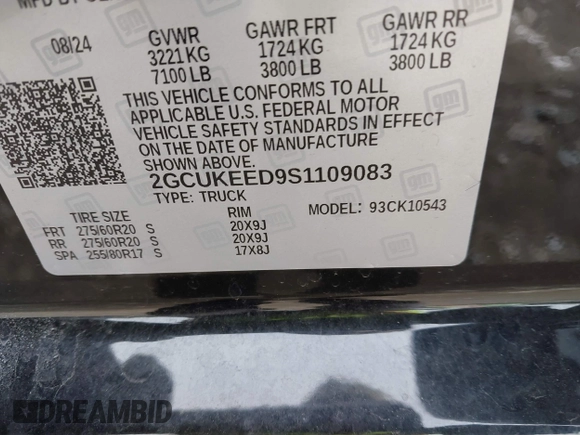 MFD BY
08/24 GVWR GAWR FRT GAWR RR
3221 KG 1724 KG 1724 KG
7100 LB 3800 LB 3800 LB
THIS VEHICLE CONFORMS TO ALL
APPLICABLE U.S. FEDERAL MOTOR
VEHICLE SAFETY STANDARDS IN EFFECT
ON THE DATE OF MANUFACTURE
SHOWN ABOVE.
2GCUKEED9S1109083
TYPE: TRUCK MODEL: 93CK10543
TIRE SIZE RIM
FRT 275/60R20 S 20X9J
RR 275/60R20 S 20X9J
SPA 255/80R17 S 17X8J
gm
DREAMBID